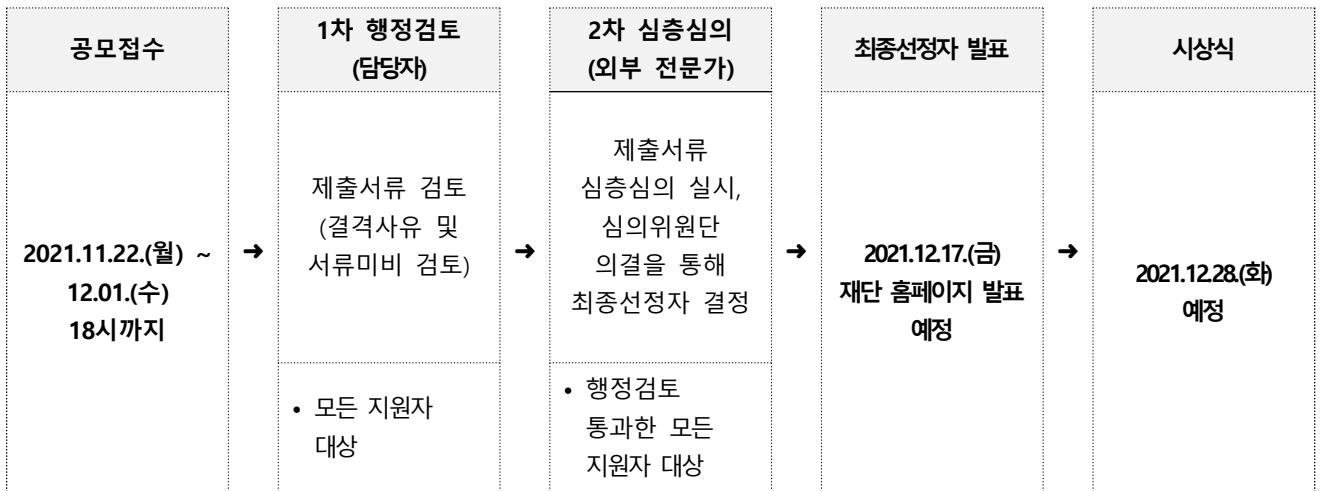 공모접수
2021.11.22.(월) ~
12.01.(수)
18시까지
➜
1차 행정검토
(담당자)
제출서류 검토
(결격사유 및
서류미비 검토)
• 모든 지원자
대상
➜
2차 심층심의
(외부 전문가)
제출서류
심층심의 실시,
심의위원단
의결을 통해
최종선정자 결정
• 행정검토
통과한 모든
지원자 대상
➜
최종선정자 발표
2021.12.17.(금)
재단 홈페이지 발표
예정
➜
시상식
2021.12.28.(화)
예정